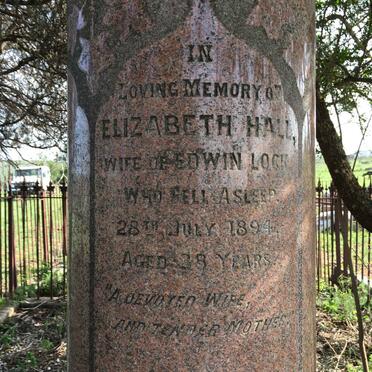 IN
LOVING MEMORY OF
ELIZABETH HALL,
WIFE OF EDWIN LOCK
WHO FELL ASLEEP
28TH JULY 1894.
AGED 38 YEARS.
"A DEVOTED WIFE,
AND TENDER MOTHER